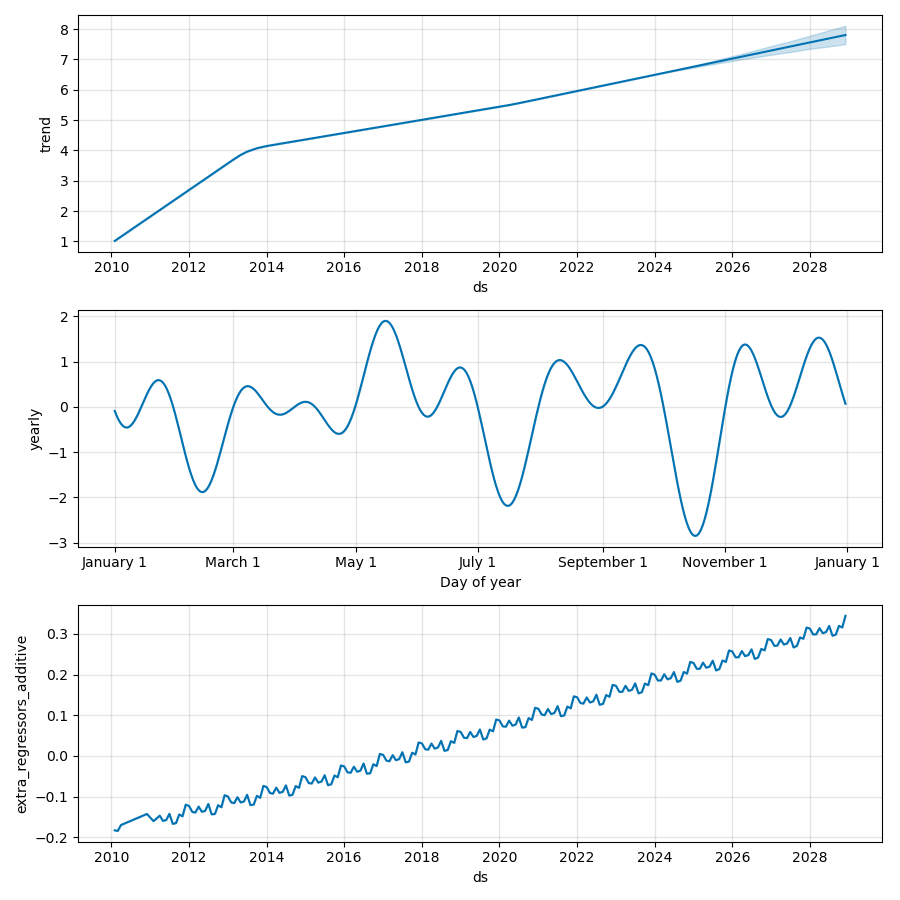 8
7
6
5
4
3
2
1
trend
2010 2012 2014 2016 2018 2020 2022 2024 2026 2028
ds
2
1
0
−1
−2
−3
yearly
January 1 March 1 May 1 July 1 September 1 November 1 January 1
Day of year
0.3
0.2
0.1
0.0
−0.1
−0.2
extra_regressors_additive
2010 2012 2014 2016 2018 2020 2022 2024 2026 2028
ds